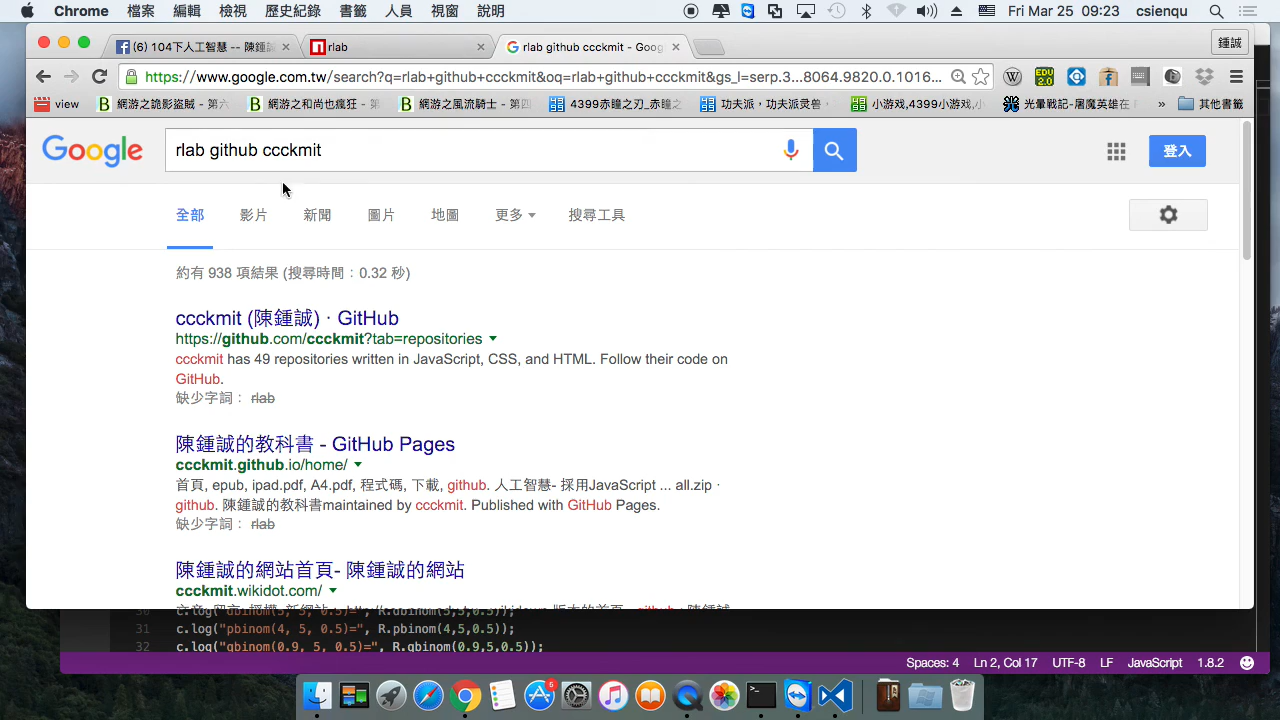 Chrome 檔案 編輯 檢視 歷史紀錄 書籤 人員 視窗 說明 Fri Mar 25 09:23 csienqu
(6) 104下人工智慧 -- 陳鍾誠 rlab rlab github ccckmit - Goog 鍾誠
https://www.google.com.tw/search?q=rlab+github+ccckmit&oq=rlab+github+ccckmit&gs_l=serp.3...8064.9820.0.1016... EDU 2.0
view 網游之詭影盜賊 - 第六 網游之和尚也瘋狂 - 第 網游之風流騎士 - 第四 4399赤瞳之刃_赤瞳 功夫派，功夫派灵兽 小游戏,4399小游戏,小 光暈戰記-屠魔英雄在 » 其他書籤
Google rlab github ccckmit 登入
全部 影片 新聞 圖片 地圖 更多 搜尋工具
約有 938 項結果 (搜尋時間：0.32 秒)
ccckmit (陳鍾誠) · GitHub
https://github.com/ccckmit?tab=repositories
ccckmit has 49 repositories written in JavaScript, CSS, and HTML. Follow their code on
GitHub.
缺少字詞： rlab
陳鍾誠的教科書 - GitHub Pages
ccckmit.github.io/home/
首頁, epub, ipad.pdf, A4.pdf, 程式碼, 下載, github. 人工智慧- 採用JavaScript ... all.zip ·
github. 陳鍾誠的教科書maintained by ccckmit. Published with GitHub Pages.
缺少字詞： rlab
陳鍾誠的網站首頁- 陳鍾誠的網站
ccckmit.wikidot.com/
31 c.log("pbinom(4, 5, 0.5)=", R.pbinom(4,5,0.5));
32 c.log("qbinom(0.9, 5, 0.5)=", R.qbinom(0.9,5,0.5));
Spaces: 4 Ln 2, Col 17 UTF-8 LF JavaScript 1.8.2
6